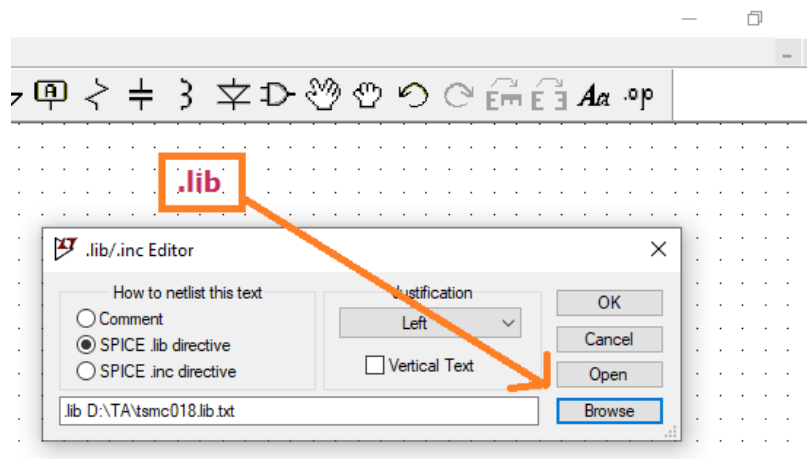 A
Aa .op
.lib
.lib/.inc Editor
How to netlist this text
Justification
Comment
Left
OK
SPICE .lib directive
Cancel
SPICE .inc directive
Vertical Text
Open
.lib D:\TA\tsmc018.lib.txt
Browse